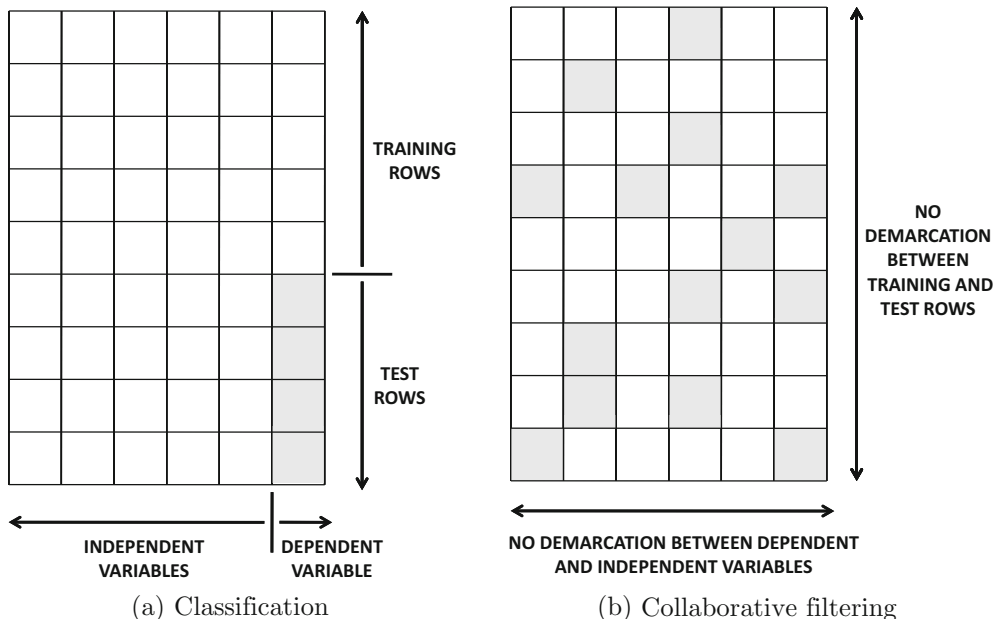 TRAINING
ROWS
TEST
ROWS
INDEPENDENT
VARIABLES
DEPENDENT
VARIABLE
(a) Classification
NO
DEMARCATION
BETWEEN
TRAINING AND
TEST ROWS
NO DEMARCATION BETWEEN DEPENDENT
AND INDEPENDENT VARIABLES
(b) Collaborative filtering